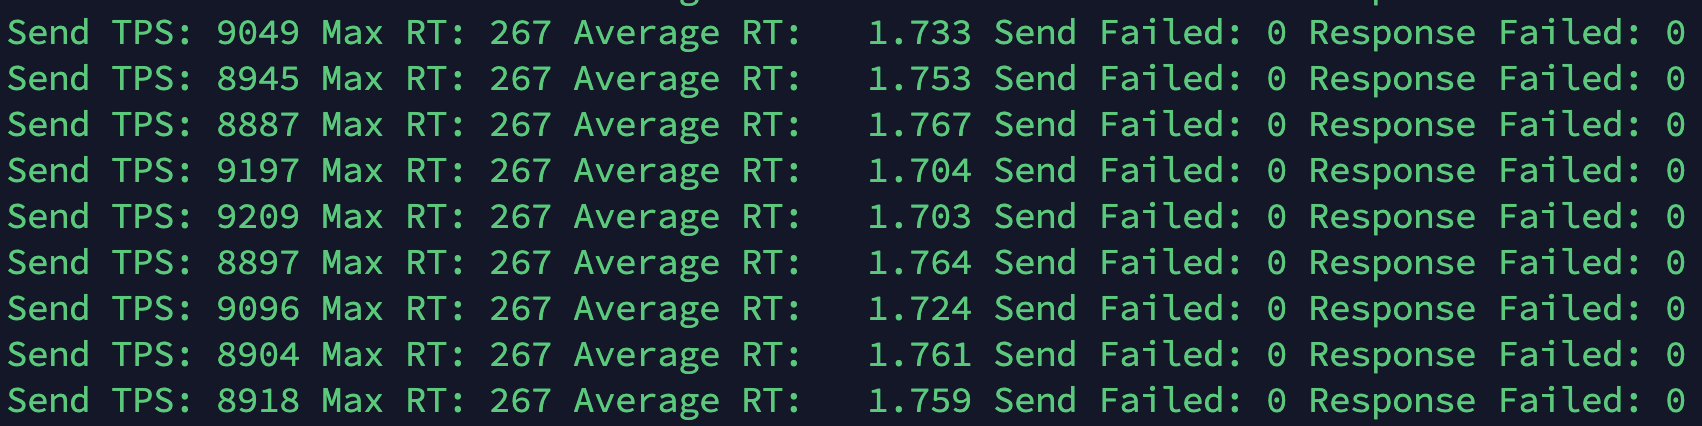 Send TPS: 9049 Max RT: 267 Average RT:   1.733 Send Failed: 0 Response Failed: 0
Send TPS: 8945 Max RT: 267 Average RT:   1.753 Send Failed: 0 Response Failed: 0
Send TPS: 8887 Max RT: 267 Average RT:   1.767 Send Failed: 0 Response Failed: 0
Send TPS: 9197 Max RT: 267 Average RT:   1.704 Send Failed: 0 Response Failed: 0
Send TPS: 9209 Max RT: 267 Average RT:   1.703 Send Failed: 0 Response Failed: 0
Send TPS: 8897 Max RT: 267 Average RT:   1.764 Send Failed: 0 Response Failed: 0
Send TPS: 9096 Max RT: 267 Average RT:   1.724 Send Failed: 0 Response Failed: 0
Send TPS: 8904 Max RT: 267 Average RT:   1.761 Send Failed: 0 Response Failed: 0
Send TPS: 8918 Max RT: 267 Average RT:   1.759 Send Failed: 0 Response Failed: 0